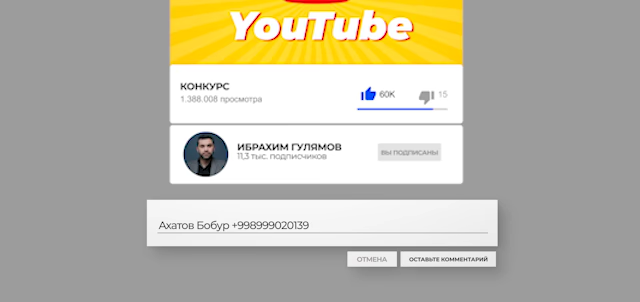 YouTube
КОНКУРС
1.388.008 просмотра
60K
15
ИБРАХИМ ГУЛЯМОВ
11,3 тыс. подписчиков
ВЫ ПОДПИСАНЫ
Ахатов Бобур +998999020139
ОТМЕНА
ОСТАВЬТЕ КОММЕНТАРИЙ